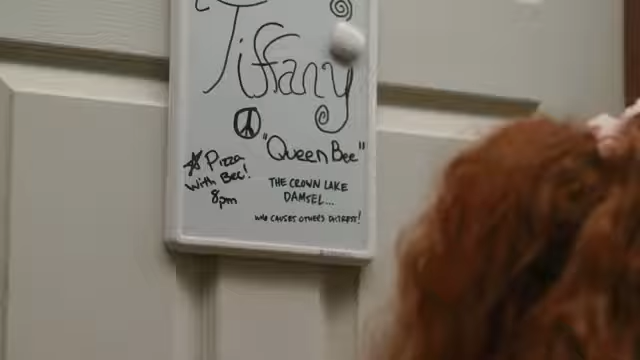 Tiffany
"Queen Bee"
* Pizza
with Bec!
8pm
THE CROWN LAKE
DAMSEL...
WHO CAUSES OTHERS DISTRESS!